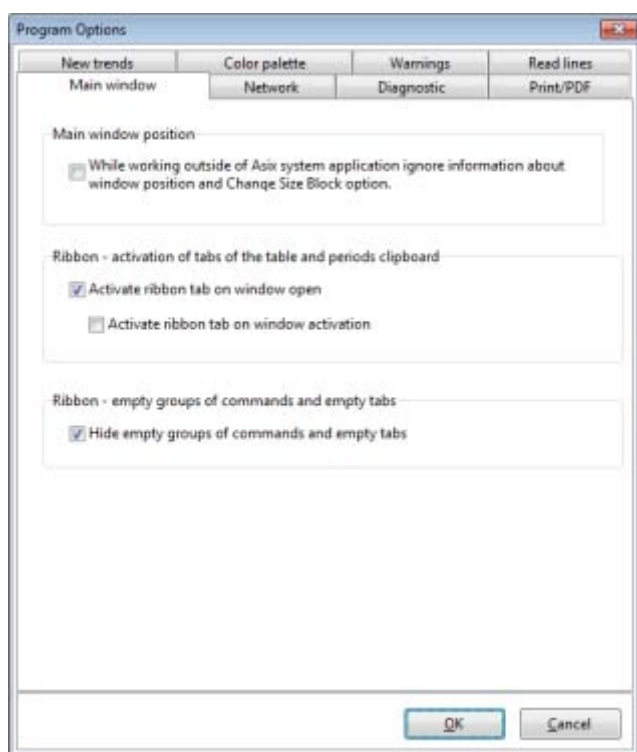 Program Options
New trends Color palette Warnings Read lines
Main window Network Diagnostic Print/PDF
Main window position
While working outside of Asix system application ignore information about
window position and Change Size Block option.
Ribbon - activation of tabs of the table and periods clipboard
Activate ribbon tab on window open
Activate ribbon tab on window activation
Ribbon - empty groups of commands and empty tabs
Hide empty groups of commands and empty tabs
OK Cancel